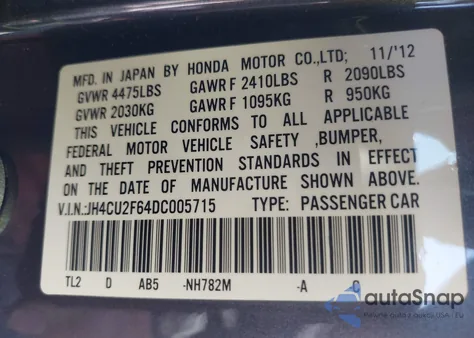 MFD. IN JAPAN BY HONDA MOTOR CO.,LTD; 11/'12
GVWR 4475LBS GAWR F 2410LBS R 2090LBS
GVWR 2030KG GAWR F 1095KG R 950KG
THIS VEHICLE CONFORMS TO ALL APPLICABLE
FEDERAL MOTOR VEHICLE SAFETY ,BUMPER,
AND THEFT PREVENTION STANDARDS IN EFFECT
ON THE DATE OF MANUFACTURE SHOWN ABOVE.
V.I.N.:JH4CU2F64DC005715 TYPE: PASSENGER CAR
TL2 D AB5 -NH782M -A
autoSnap